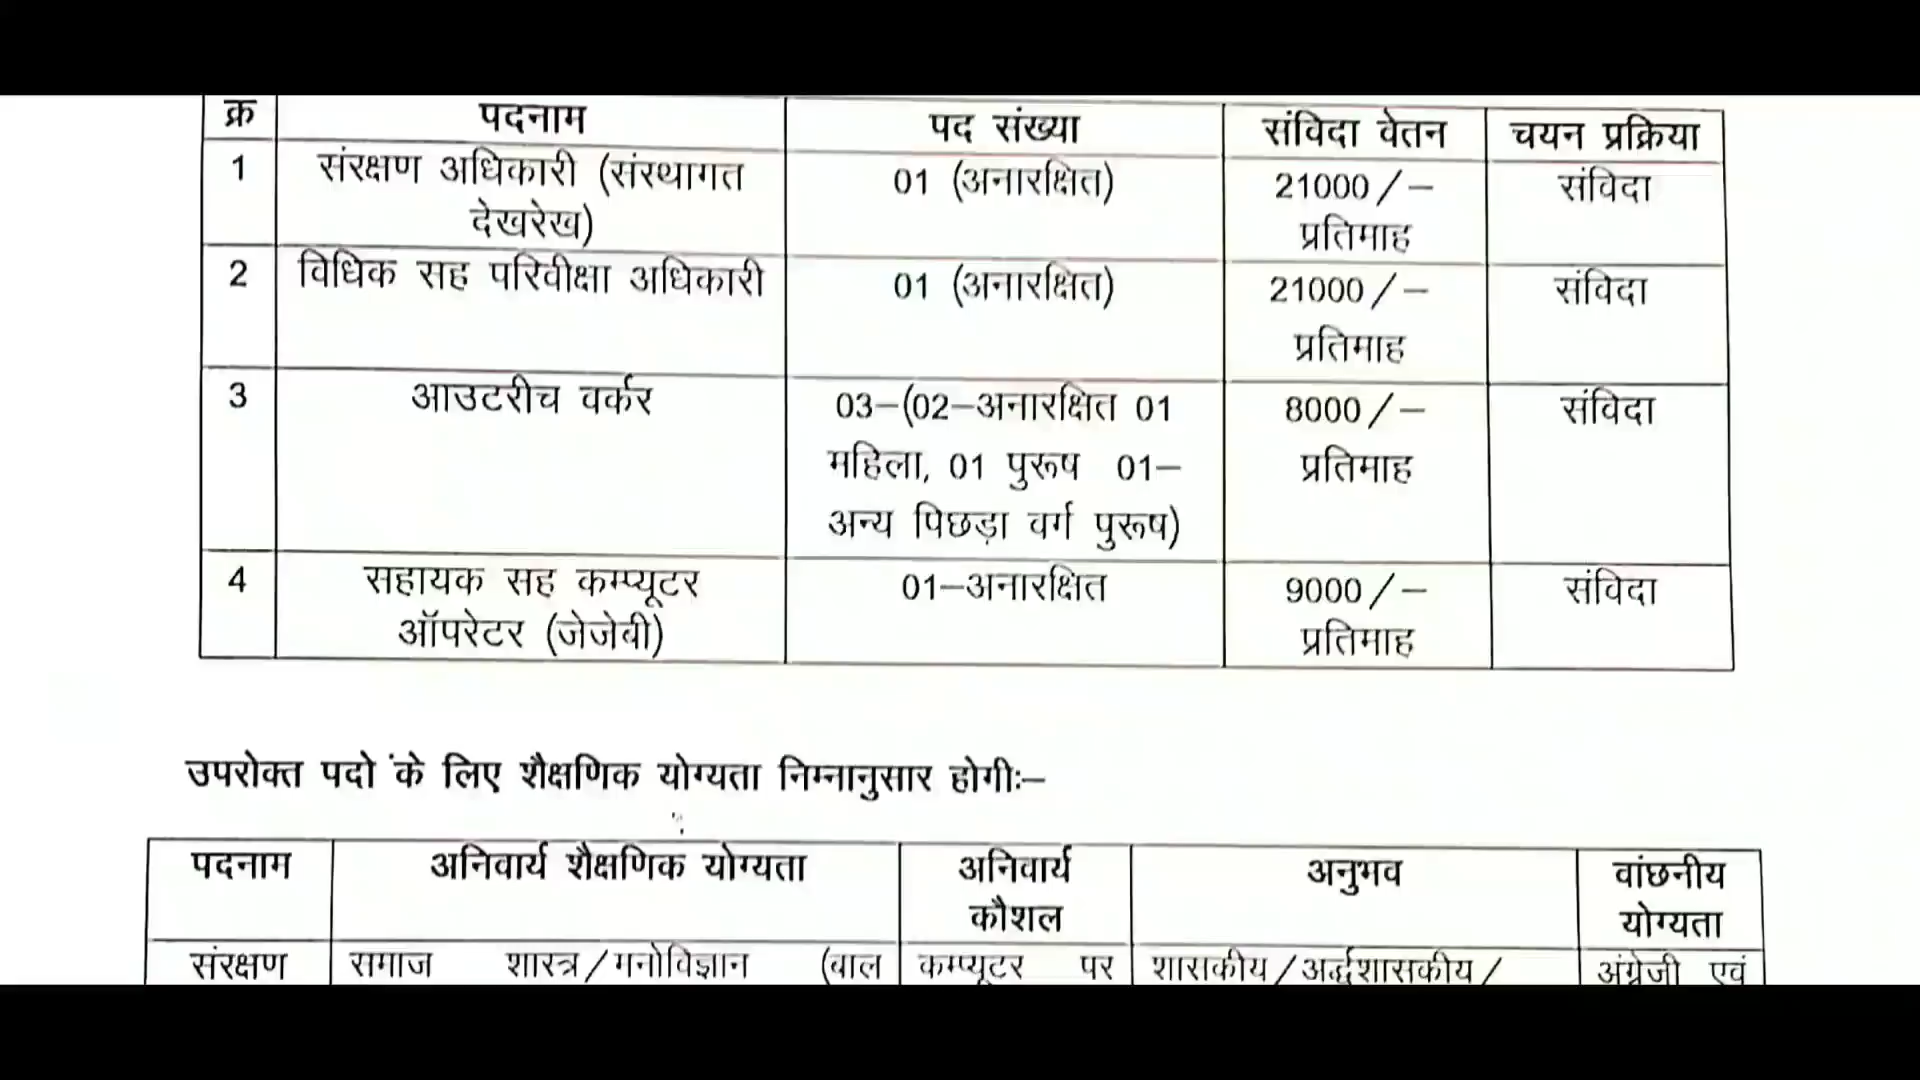 क्र पदनाम पद संख्या संविदा वेतन चयन प्रक्रिया
1 संरक्षण अधिकारी (संस्थागत 01 (अनारक्षित) 21000/– संविदा
देखरेख) प्रतिमाह
2 विधिक सह परिवीक्षा अधिकारी 01 (अनारक्षित) 21000/– संविदा
प्रतिमाह
3 आउटरीच वर्कर 03–(02–अनारक्षित 01 8000/– संविदा
महिला, 01 पुरूष 01– प्रतिमाह
अन्य पिछड़ा वर्ग पुरूष)
4 सहायक सह कम्प्यूटर 01–अनारक्षित 9000/– संविदा
ऑपरेटर (जेजेबी) प्रतिमाह
उपरोक्त पदो ंके लिए शैक्षणिक योग्यता निम्नानुसार होगीः–
पदनाम अनिवार्य शैक्षणिक योग्यता अनिवार्य अनुभव वांछनीय
कौशल योग्यता
संरक्षण समाज शास्त्र/मनोविज्ञान (बाल कम्प्यूटर पर शासकीय/अर्द्धशासकीय/ अंग्रेजी एवं